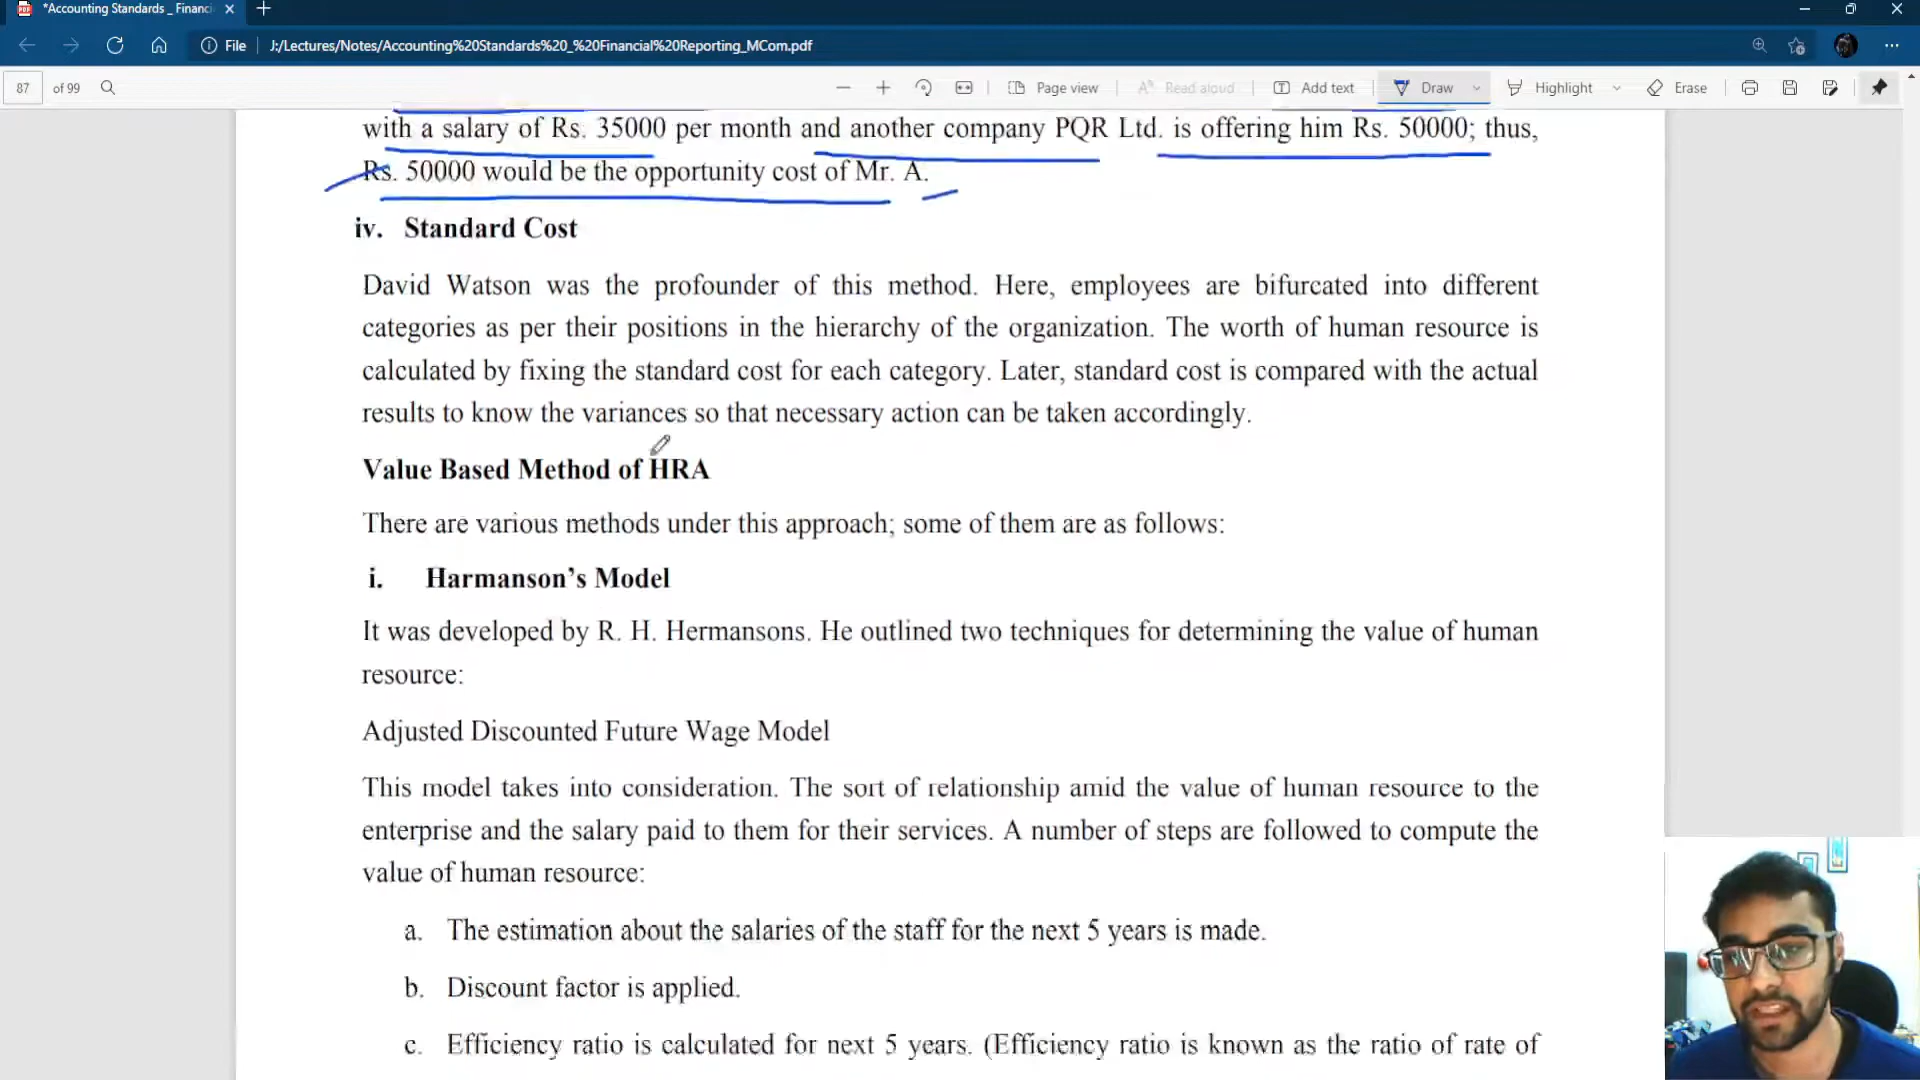 *Accounting Standards _ Financi
File
J:/Lectures/Notes/Accounting%20Standards%20_%20Financial%20Reporting_MCom.pdf
87 of 99
Page view
Read aloud
Add text
Draw
Highlight
Erase
with a salary of Rs. 35000 per month and another company PQR Ltd. is offering him Rs. 50000; thus,
Rs. 50000 would be the opportunity cost of Mr. A.
iv. Standard Cost
David Watson was the profounder of this method. Here, employees are bifurcated into different
categories as per their positions in the hierarchy of the organization. The worth of human resource is
calculated by fixing the standard cost for each category. Later, standard cost is compared with the actual
results to know the variances so that necessary action can be taken accordingly.
Value Based Method of HRA
There are various methods under this approach; some of them are as follows:
i. Harmanson’s Model
It was developed by R. H. Hermansons. He outlined two techniques for determining the value of human
resource:
Adjusted Discounted Future Wage Model
This model takes into consideration. The sort of relationship amid the value of human resource to the
enterprise and the salary paid to them for their services. A number of steps are followed to compute the
value of human resource:
a. The estimation about the salaries of the staff for the next 5 years is made.
b. Discount factor is applied.
c. Efficiency ratio is calculated for next 5 years. (Efficiency ratio is known as the ratio of rate of